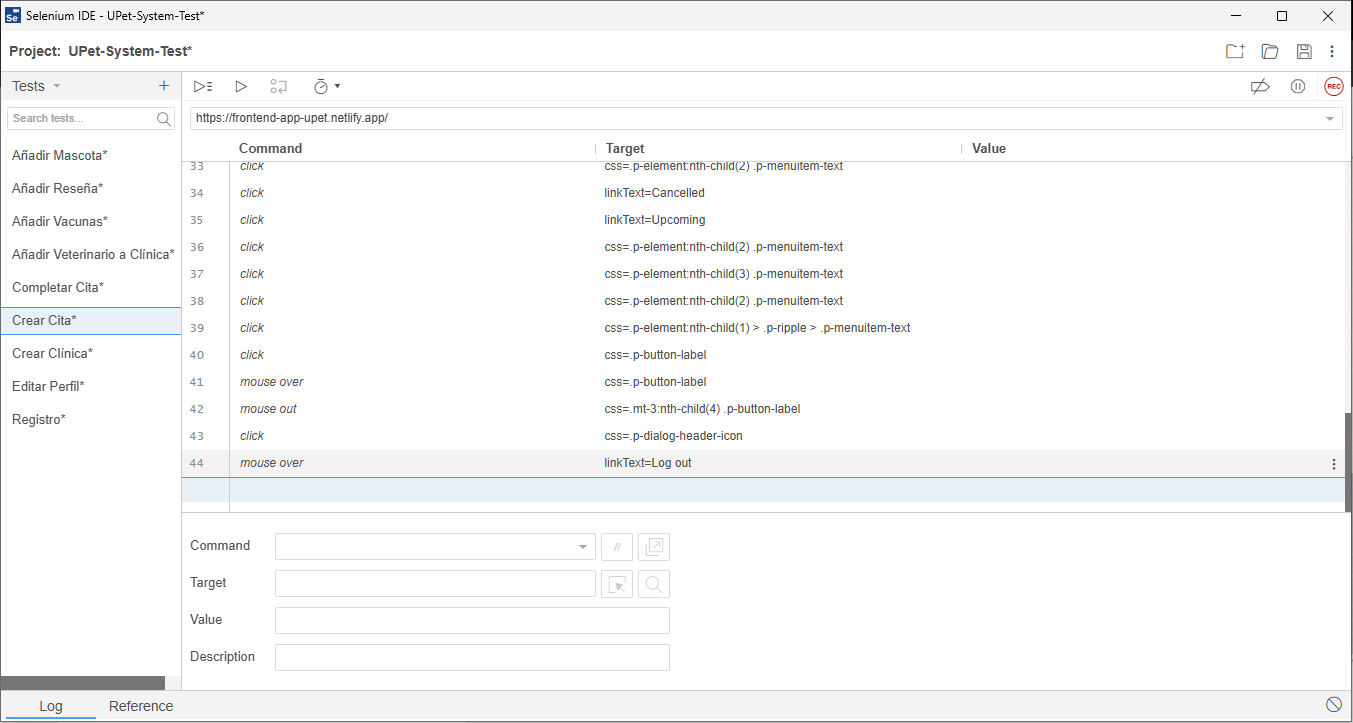 Selenium IDE - UPet-System-Test*
Project: UPet-System-Test*
Tests
REC
Search tests...
https://frontend-app-upet.netlify.app/
Command Target Value
Añadir Mascota*
Añadir Reseña*
Añadir Vacunas*
Añadir Veterinario a Clínica*
Completar Cita*
Crear Cita*
Crear Clínica*
Editar Perfil*
Registro*
33 click css=.p-element:nth-child(2) .p-menuitem-text
34 click linkText=Cancelled
35 click linkText=Upcoming
36 click css=.p-element:nth-child(2) .p-menuitem-text
37 click css=.p-element:nth-child(3) .p-menuitem-text
38 click css=.p-element:nth-child(2) .p-menuitem-text
39 click css=.p-element:nth-child(1) > .p-ripple > .p-menuitem-text
40 click css=.p-button-label
41 mouse over css=.p-button-label
42 mouse out css=.mt-3:nth-child(4) .p-button-label
43 click css=.p-dialog-header-icon
44 mouse over linkText=Log out
Command //
Target
Value
Description
Log Reference